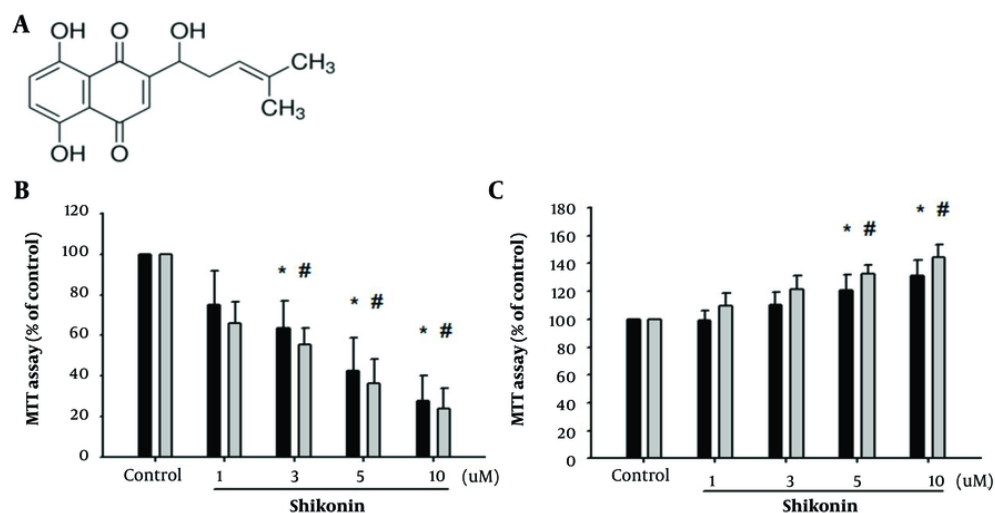 A
OH O OH
CH3
CH3
OH O
B
MTT assay (% of control)
120
100
80
60
40
20
0
* #
* #
* #
Control 1 3 5 10 (uM)
Shikonin
C
MTT assay (% of control)
180
160
140
120
100
80
60
40
20
0
* #
* #
Control 1 3 5 10 (uM)
Shikonin